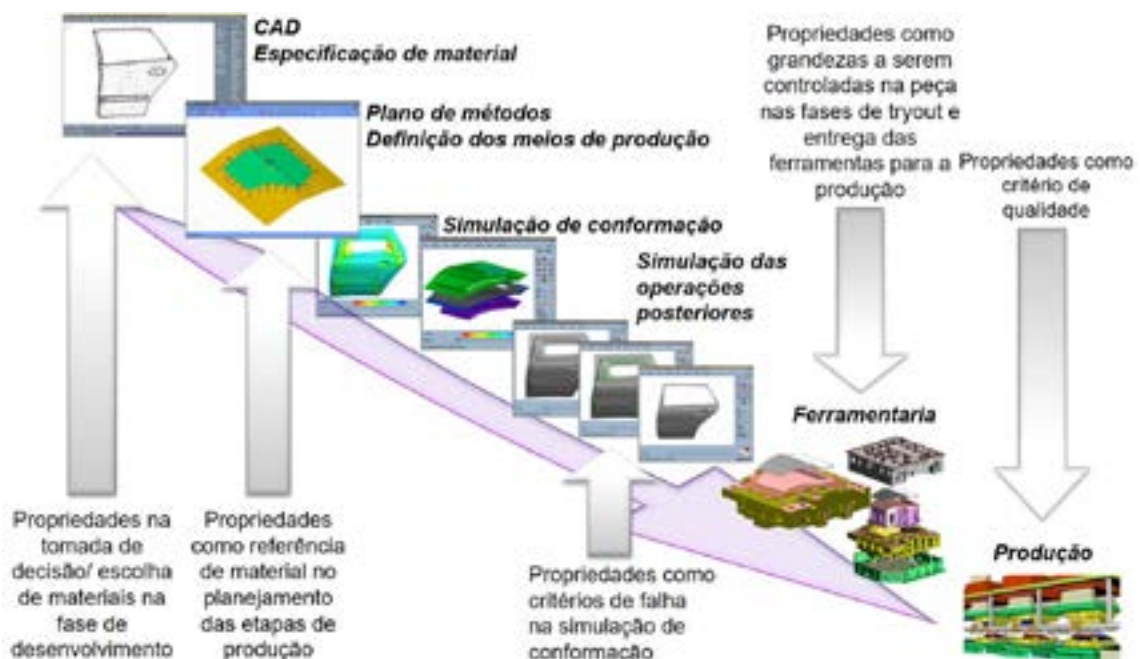 CAD
Especificação de material
Plano de métodos
Definição dos meios de produção
Simulação de conformação
Simulação das
operações
posteriores
Propriedades como
grandezas a serem
controladas na peça
nas fases de tryout e
entrega das
ferramentas para a
produção
Propriedades como
critério de
qualidade
Ferramentaria
Produção
Propriedades na
tomada de
decisão/ escolha
de materiais na
fase de
desenvolvimento
Propriedades
como referência
de material no
planejamento
das etapas de
produção
Propriedades como
critérios de falha
na simulação de
conformação